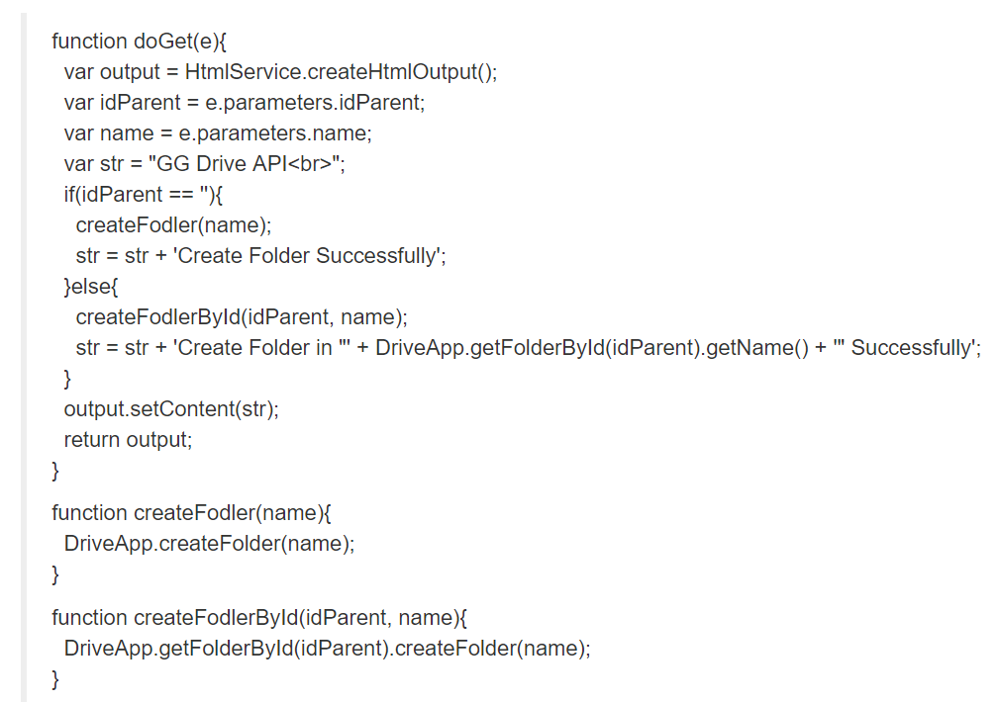 function doGet(e){
var output = HtmlService.createHtmlOutput();
var idParent = e.parameters.idParent;
var name = e.parameters.name;
var str = "GG Drive API<br>";
if(idParent == ''){
createFodler(name);
str = str + 'Create Folder Successfully';
}else{
createFodlerById(idParent, name);
str = str + 'Create Folder in "' + DriveApp.getFolderById(idParent).getName() + '" Successfully';
}
output.setContent(str);
return output;
}
function createFodler(name){
DriveApp.createFolder(name);
}
function createFodlerById(idParent, name){
DriveApp.getFolderById(idParent).createFolder(name);
}